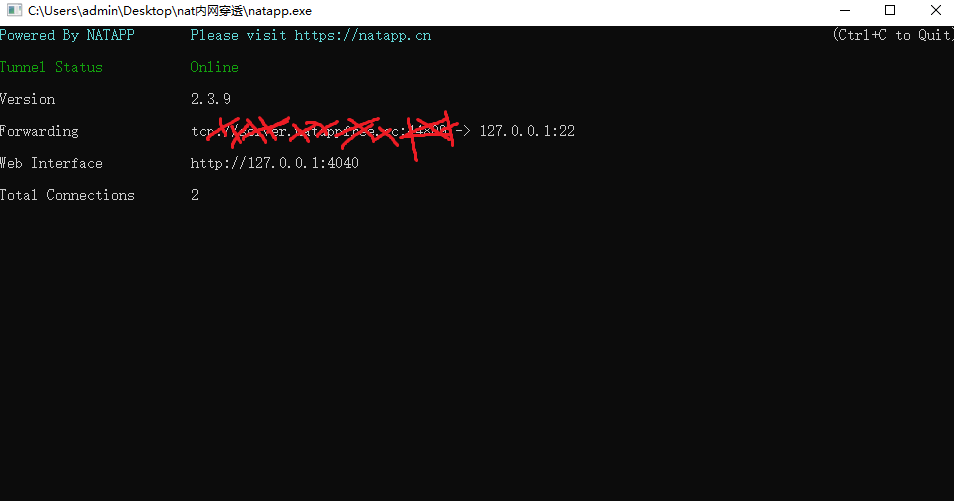 C:\Users\admin\Desktop\nat内网穿透\natapp.exe
Powered By NATAPP Please visit https://natapp.cn (Ctrl+C to Quit)
Tunnel Status Online
Version 2.3.9
Forwarding -> 127.0.0.1:22
Web Interface http://127.0.0.1:4040
Total Connections 2